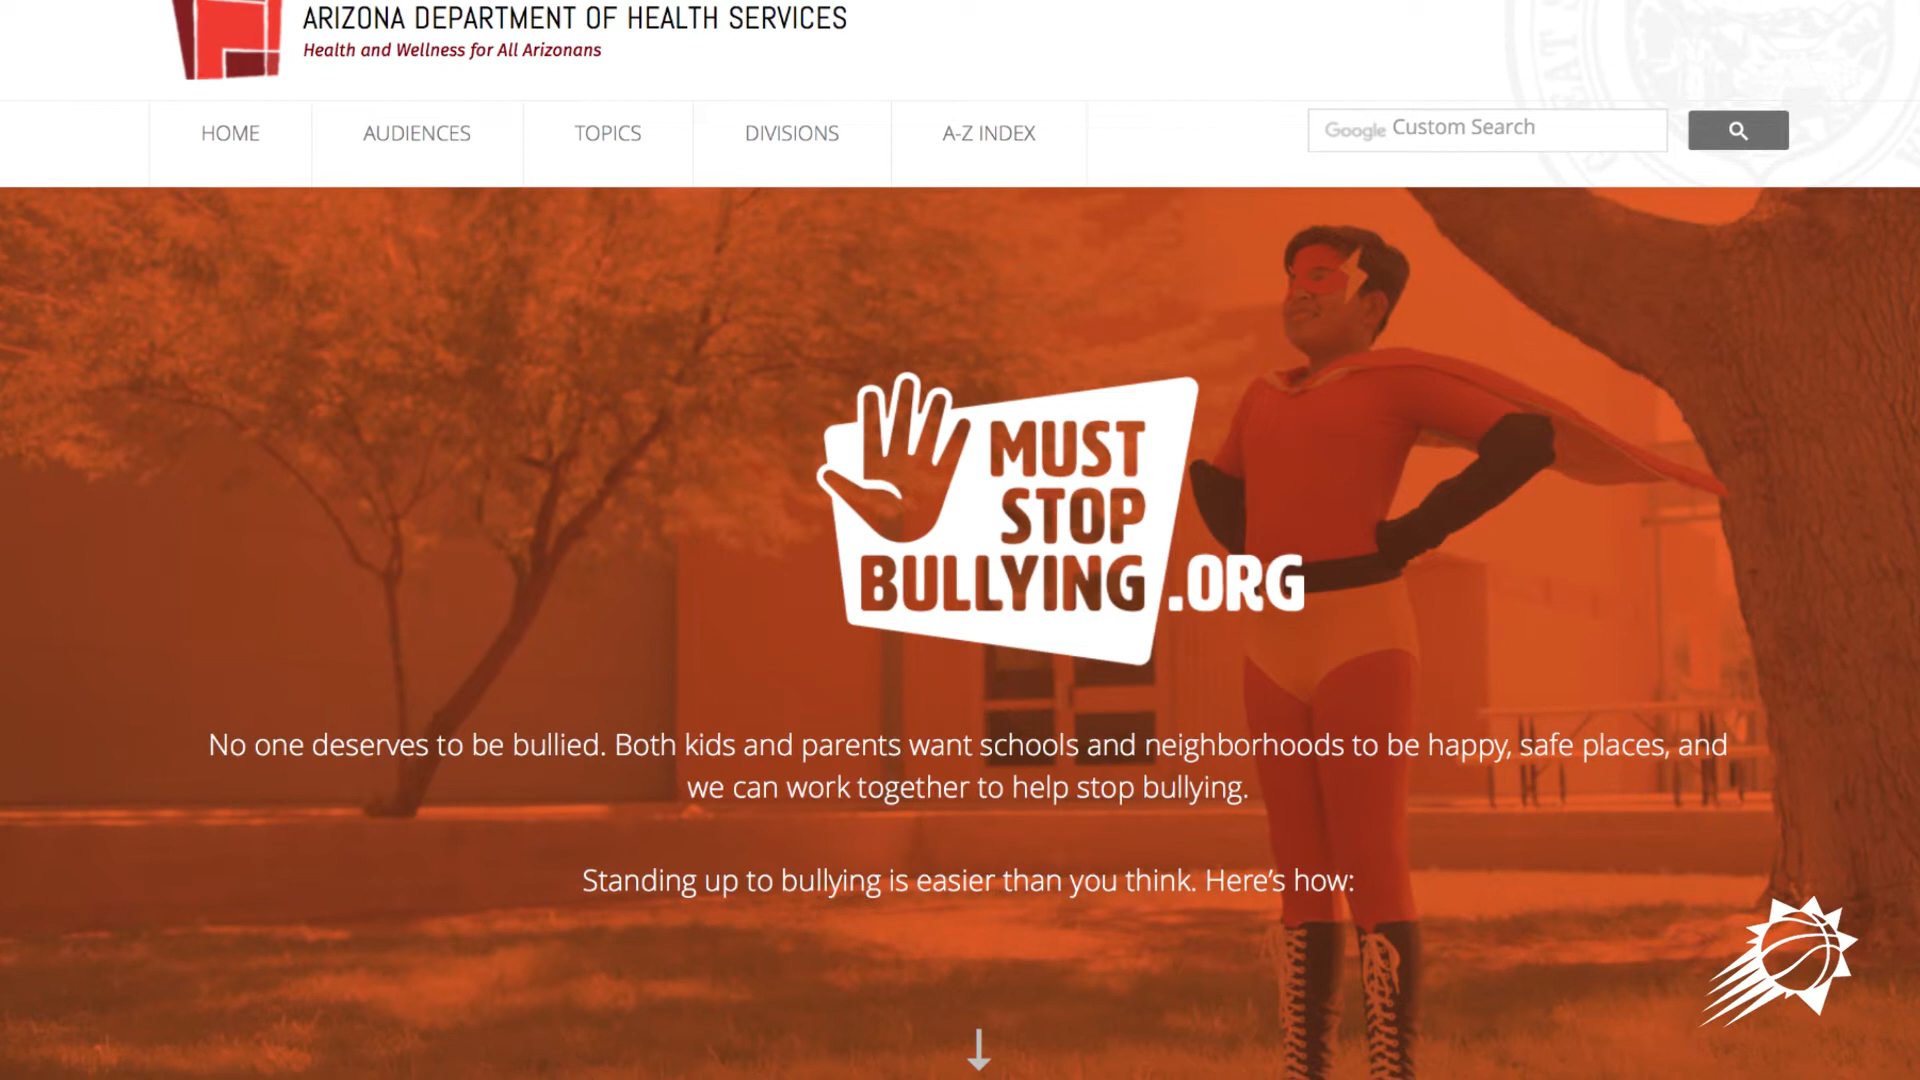 ARIZONA DEPARTMENT OF HEALTH SERVICES
Health and Wellness for All Arizonans
HOME
AUDIENCES
TOPICS
DIVISIONS
A-Z INDEX
Google Custom Search
MUST
STOP
BULLYING .ORG
No one deserves to be bullied. Both kids and parents want schools and neighborhoods to be happy, safe places, and
we can work together to help stop bullying.
Standing up to bullying is easier than you think. Here's how: